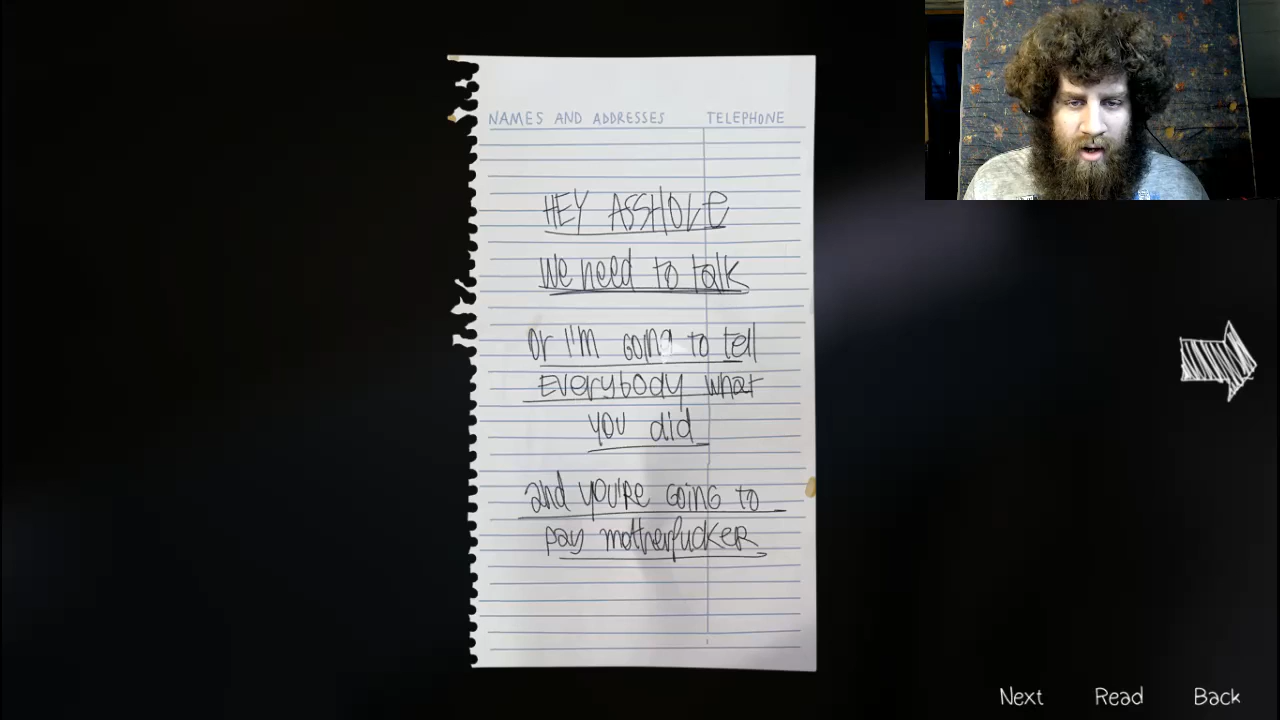 NAMES AND ADDRESSES TELEPHONE
HEY ASSHOLE
We need to talk
Or I'm going to tell
Everybody what
you did
and you're going to
pay motherfucker
Next Read Back